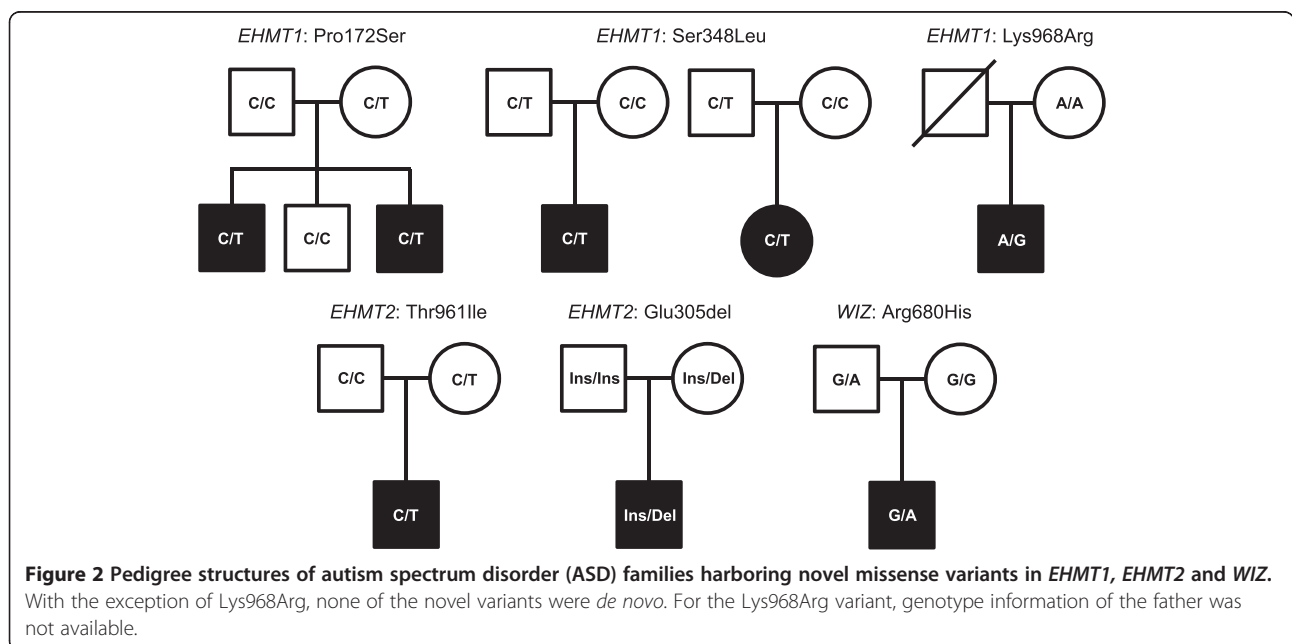 EHMT1: Pro172Ser
EHMT1: Ser348Leu
EHMT1: Lys968Arg
C/C
C/T
C/T
C/C
C/T
C/C
A/A
C/T
C/C
C/T
C/T
C/T
A/G
EHMT2: Thr961Ile
EHMT2: Glu305del
WIZ: Arg680His
C/C
C/T
Ins/Ins
Ins/Del
G/A
G/G
C/T
Ins/Del
G/A
Figure 2 Pedigree structures of autism spectrum disorder (ASD) families harboring novel missense variants in EHMT1, EHMT2 and WIZ.
With the exception of Lys968Arg, none of the novel variants were de novo. For the Lys968Arg variant, genotype information of the father was
not available.